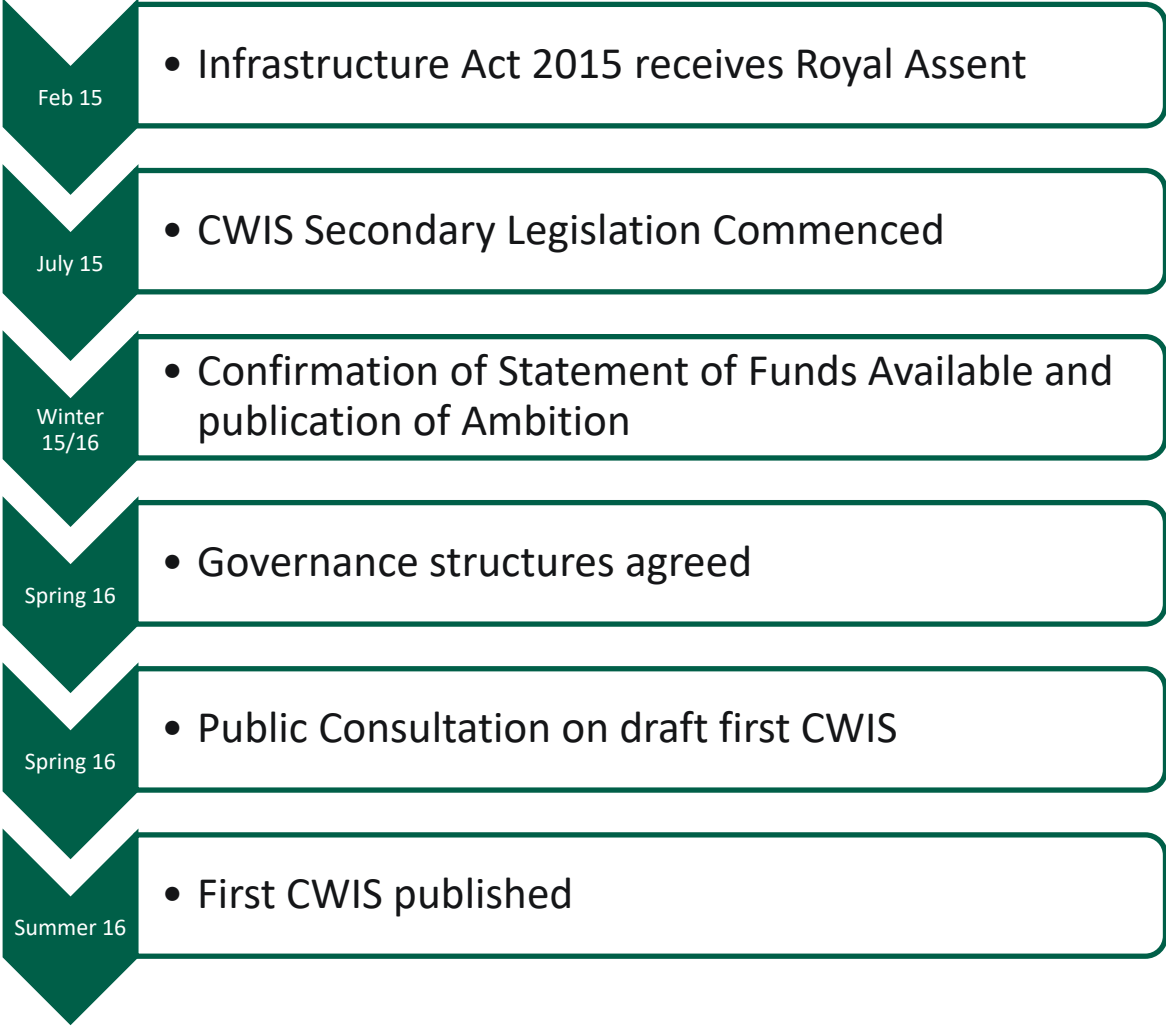 Feb 15
• Infrastructure Act 2015 receives Royal Assent
July 15
• CWIS Secondary Legislation Commenced
Winter
15/16
• Confirmation of Statement of Funds Available and
publication of Ambition
Spring 16
• Governance structures agreed
Spring 16
• Public Consultation on draft first CWIS
Summer 16
• First CWIS published